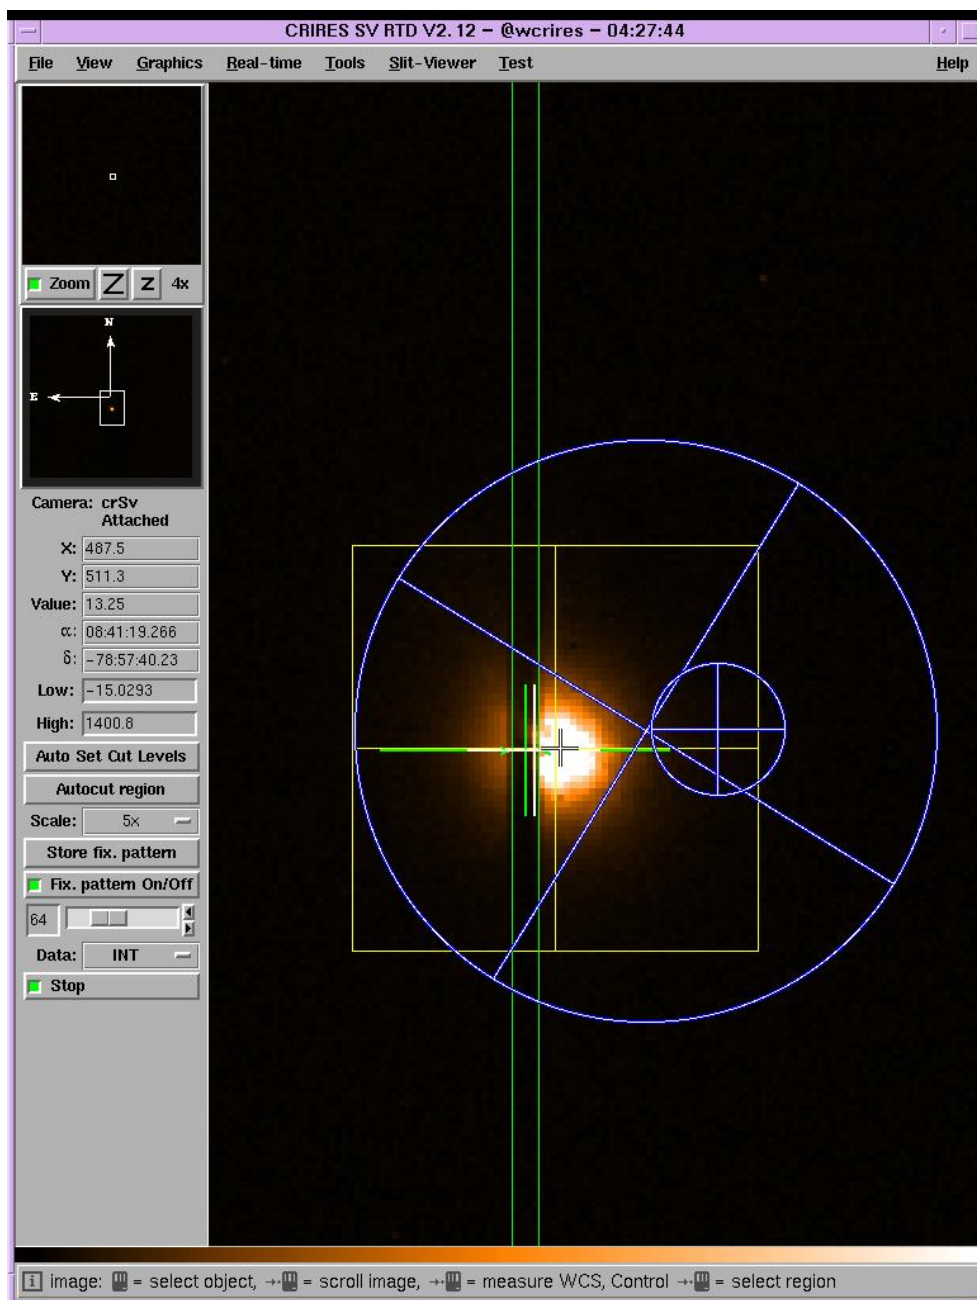 CRIRES SV RTD V2.12 – @wcrires – 04:27:44
File View Graphics Real-time Tools Slit-Viewer Test Help
Zoom Z z 4x
N
E
Camera: crSv
Attached
X: 487.5
Y: 511.3
Value: 13.25
α: 08:41:19.266
δ: -78:57:40.23
Low: -15.0293
High: 1400.8
Auto Set Cut Levels
Autocut region
Scale: 5x
Store fix. pattern
Fix. pattern On/Off
64
Data: INT
Stop
i image: = select object, = scroll image, = measure WCS, Control = select region